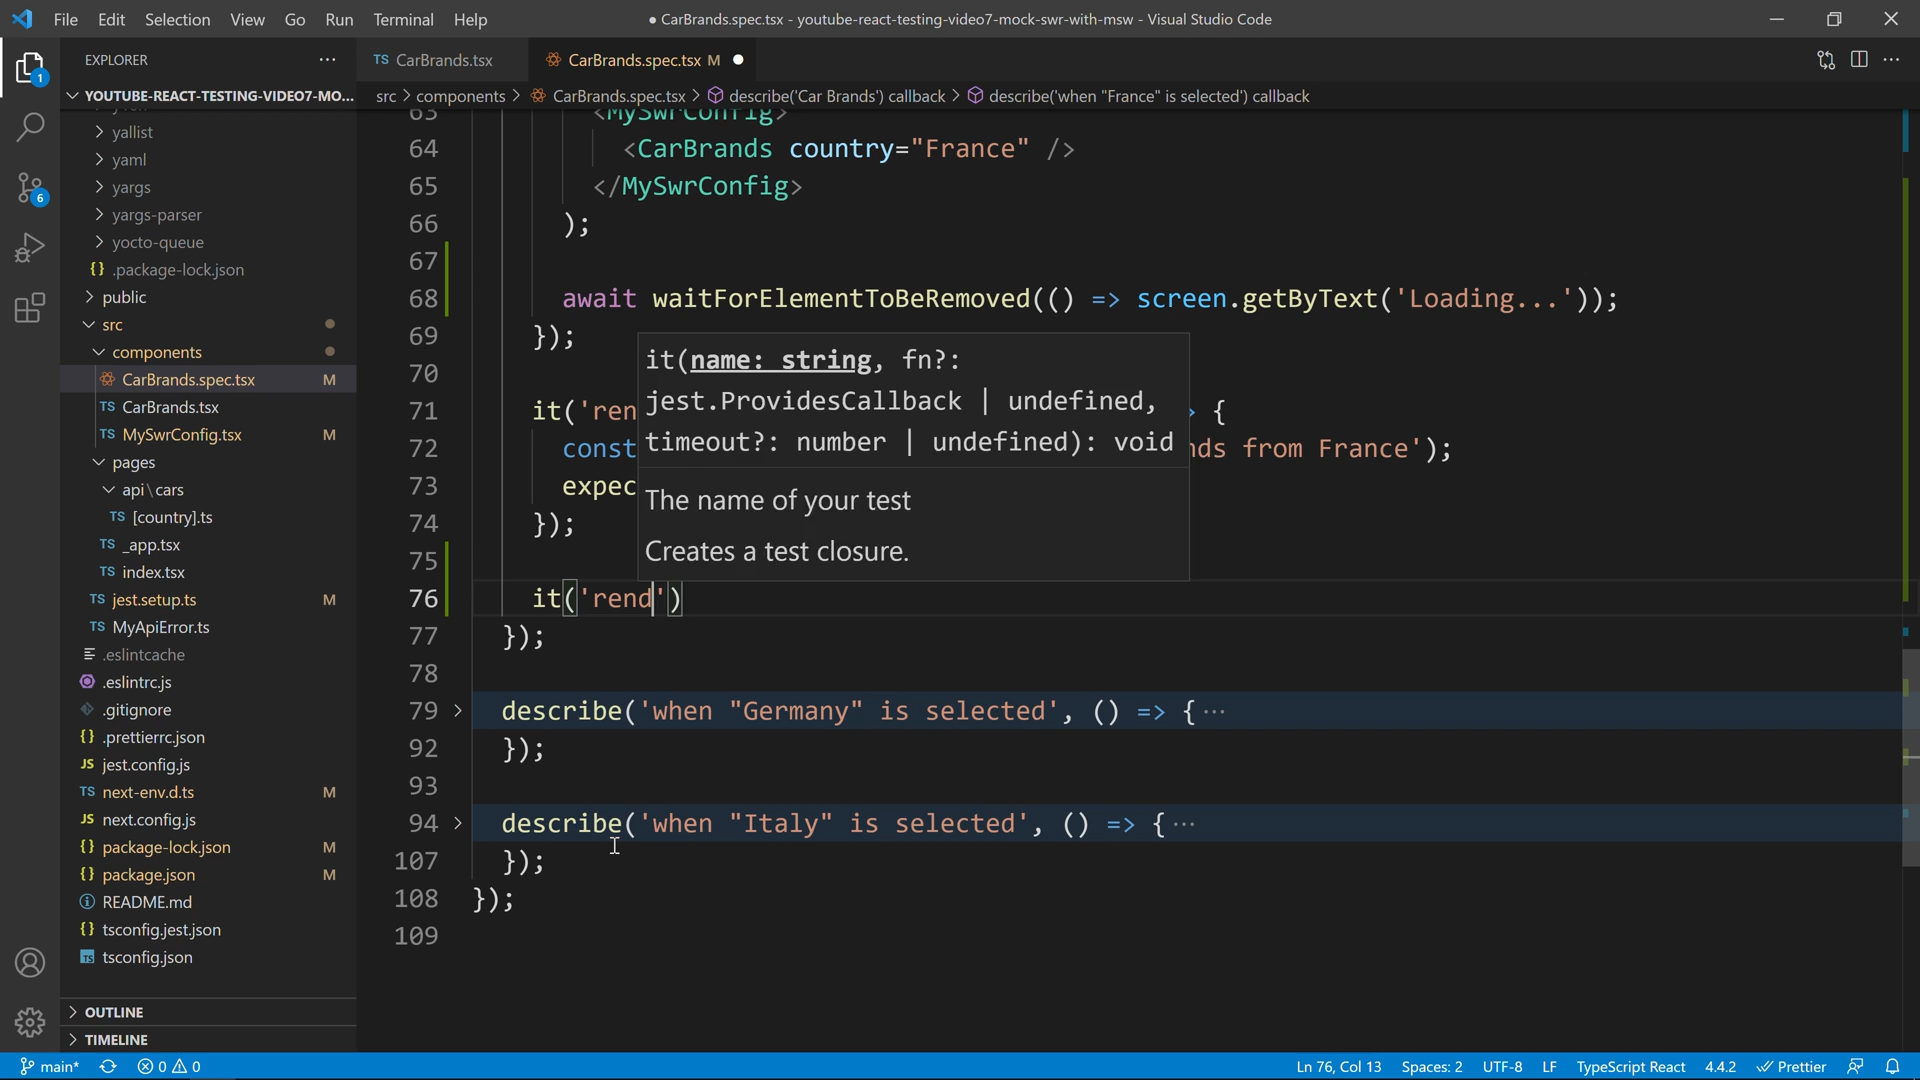 File Edit Selection View Go Run Terminal Help
● CarBrands.spec.tsx - youtube-react-testing-video7-mock-swr-with-msw - Visual Studio Code
EXPLORER ···
TS CarBrands.tsx
CarBrands.spec.tsx M ●
YOUTUBE-REACT-TESTING-VIDEO7-MO...
src > components > CarBrands.spec.tsx > describe('Car Brands') callback > describe('when "France" is selected') callback
yallist
yaml
yargs
yargs-parser
yocto-queue
{} .package-lock.json
public
src
components
CarBrands.spec.tsx M
TS CarBrands.tsx
TS MySwrConfig.tsx M
pages
api\cars
TS [country].ts
TS _app.tsx
TS index.tsx
TS jest.setup.ts M
TS MyApiError.ts
.eslintcache
.eslintrc.js
.gitignore
{} .prettierrc.json
JS jest.config.js
TS next-env.d.ts M
JS next.config.js
{} package-lock.json M
{} package.json M
README.md
{} tsconfig.jest.json
TS tsconfig.json
OUTLINE
TIMELINE
1
6
63 <MySwrConfig>
64 <CarBrands country="France" />
65 </MySwrConfig>
66 );
67
68 await waitForElementToBeRemoved(() => screen.getByText('Loading...'));
69 });
70
71 it('ren > {
72 const nds from France');
73 expec
74 });
75
76 it('rend')
77 });
78
79 > describe('when "Germany" is selected', () => {···
92 });
93
94 > describe('when "Italy" is selected', () => {···
107 });
108 });
109
it(name: string, fn?:
jest.ProvidesCallback | undefined,
timeout?: number | undefined): void
The name of your test
Creates a test closure.
main* 0 0 Ln 76, Col 13 Spaces: 2 UTF-8 LF TypeScript React 4.4.2 Prettier